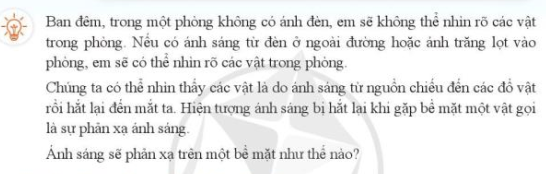 Ban đêm, trong một phòng không có ánh đèn, em sẽ không thể nhìn rõ các vật
trong phòng. Nếu có ánh sáng từ đèn ở ngoài đường hoặc ánh trăng lọt vào
phòng, em sẽ có thể nhìn rõ các vật trong phòng.
Chúng ta có thể nhìn thấy các vật là do ánh sáng từ nguồn chiếu đến các đồ vật
rồi hắt lại đến mắt ta. Hiện tượng ánh sáng bị hắt lại khi gặp bề mặt một vật gọi
là sự phản xạ ánh sáng.
Ánh sáng sẽ phản xạ trên một bề mặt như thế nào?